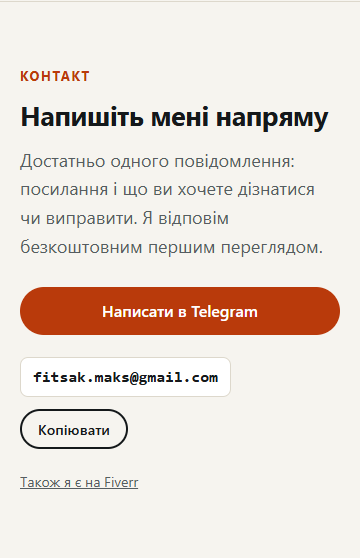 КОНТАКТ
Напишіть мені напряму
Достатньо одного повідомлення:
посилання і що ви хочете дізнатися
чи виправити. Я відповім
безкоштовним першим переглядом.
Написати в Telegram
fitsak.maks@gmail.com
Копіювати
Також я є на Fiverr